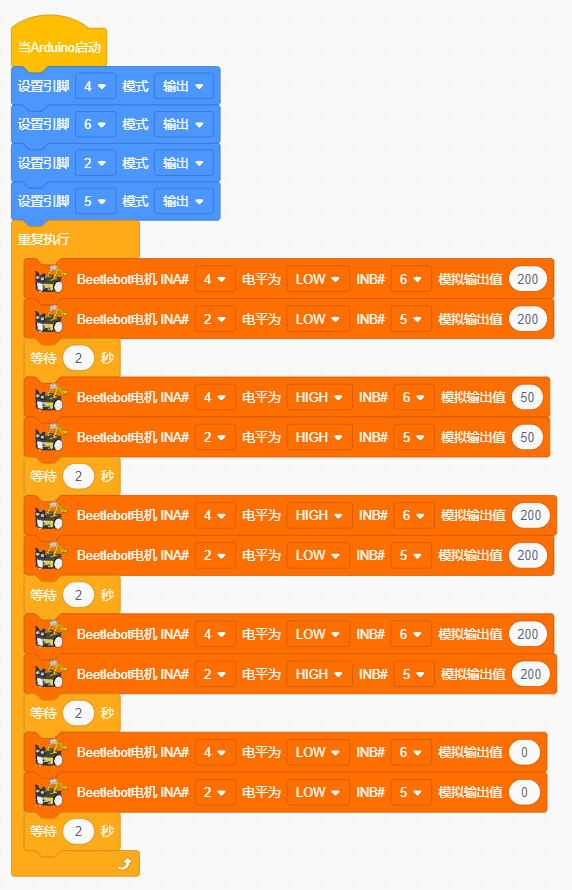 当Arduino启动
设置引脚 4 模式 输出
设置引脚 6 模式 输出
设置引脚 2 模式 输出
设置引脚 5 模式 输出
重复执行
Beetlebot电机 INA# 4 电平为 LOW INB# 6 模拟输出值 200
Beetlebot电机 INA# 2 电平为 LOW INB# 5 模拟输出值 200
等待 2 秒
Beetlebot电机 INA# 4 电平为 HIGH INB# 6 模拟输出值 50
Beetlebot电机 INA# 2 电平为 HIGH INB# 5 模拟输出值 50
等待 2 秒
Beetlebot电机 INA# 4 电平为 HIGH INB# 6 模拟输出值 200
Beetlebot电机 INA# 2 电平为 LOW INB# 5 模拟输出值 200
等待 2 秒
Beetlebot电机 INA# 4 电平为 LOW INB# 6 模拟输出值 200
Beetlebot电机 INA# 2 电平为 HIGH INB# 5 模拟输出值 200
等待 2 秒
Beetlebot电机 INA# 4 电平为 LOW INB# 6 模拟输出值 0
Beetlebot电机 INA# 2 电平为 LOW INB# 5 模拟输出值 0
等待 2 秒